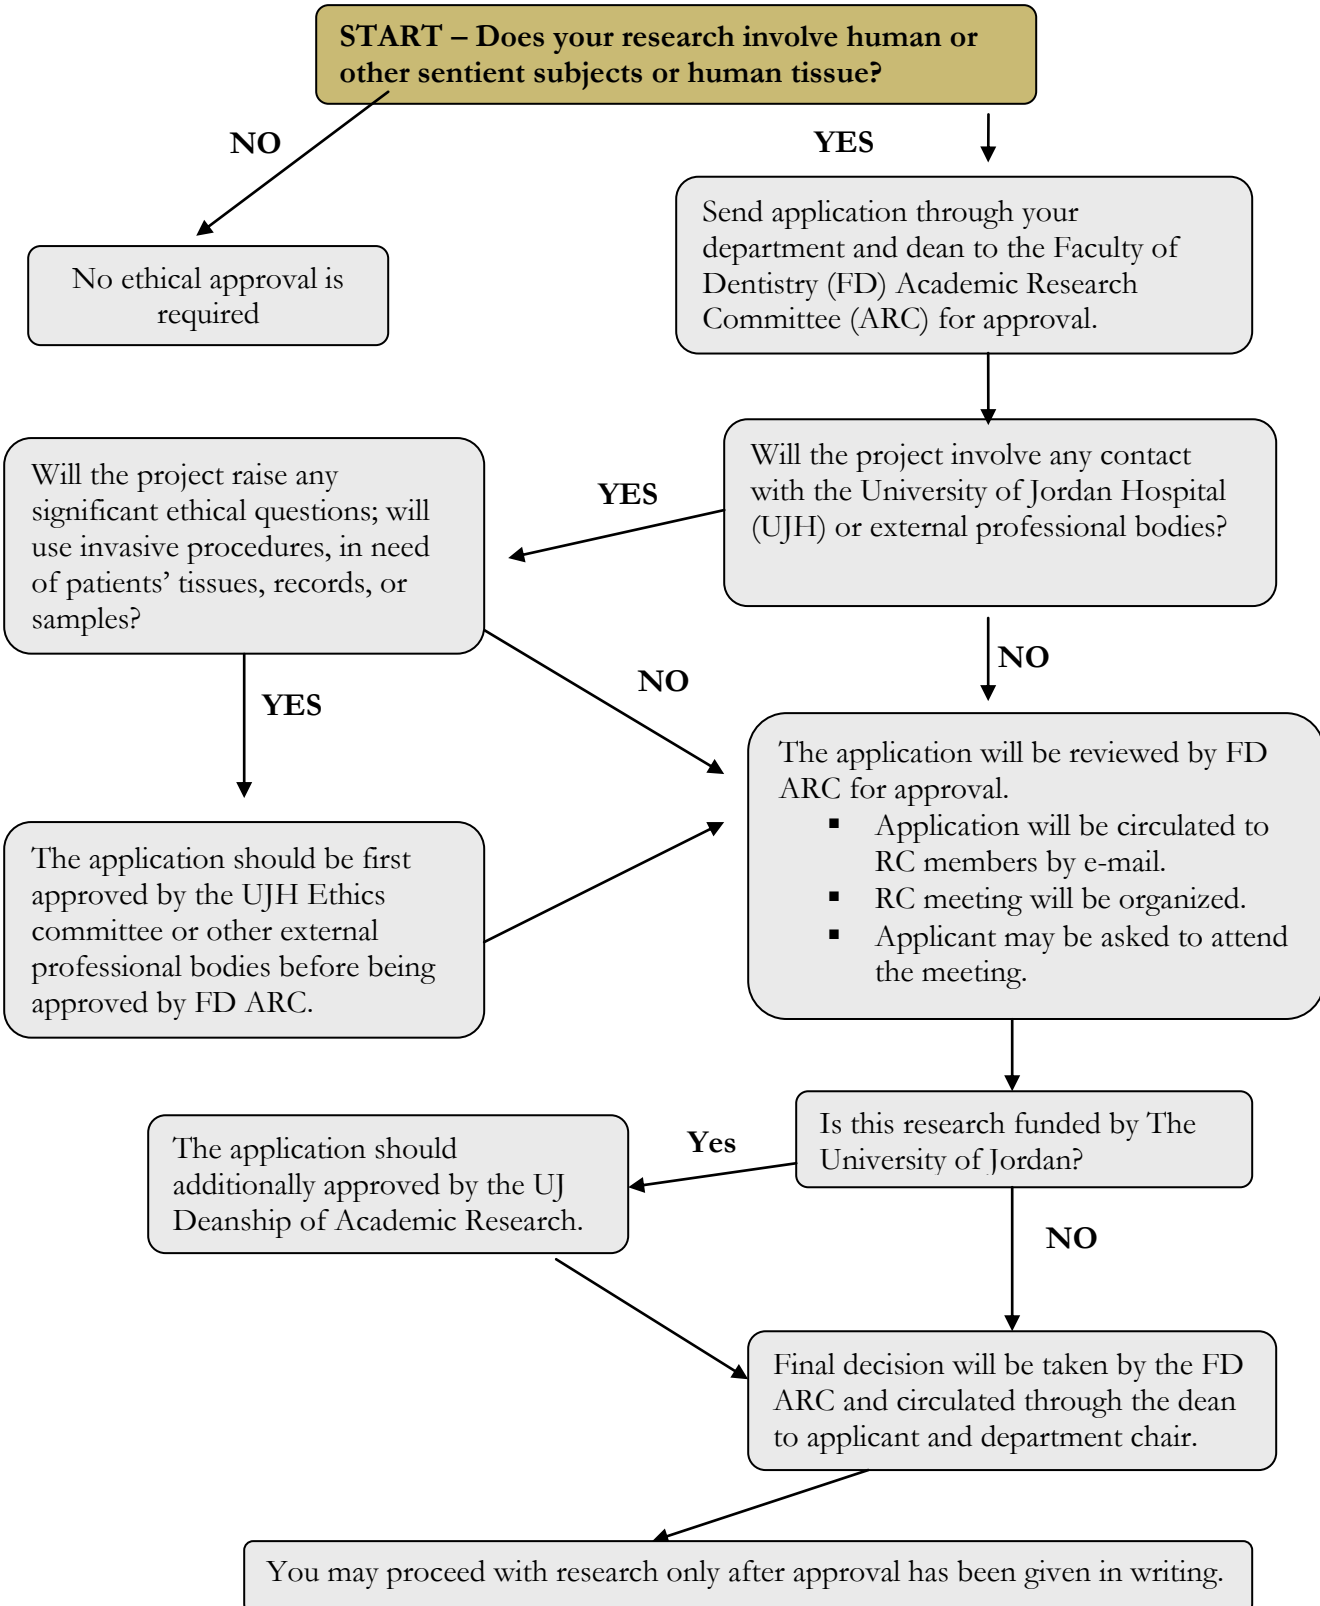 START – Does your research involve human or
other sentient subjects or human tissue?
NO
YES
No ethical approval is
required
Send application through your
department and dean to the Faculty of
Dentistry (FD) Academic Research
Committee (ARC) for approval.
Will the project involve any contact
with the University of Jordan Hospital
(UJH) or external professional bodies?
YES
Will the project raise any
significant ethical questions; will
use invasive procedures, in need
of patients’ tissues, records, or
samples?
NO
NO
YES
The application will be reviewed by FD
ARC for approval.
▪ Application will be circulated to
RC members by e-mail.
▪ RC meeting will be organized.
▪ Applicant may be asked to attend
the meeting.
The application should be first
approved by the UJH Ethics
committee or other external
professional bodies before being
approved by FD ARC.
Is this research funded by The
University of Jordan?
Yes
The application should
additionally approved by the UJ
Deanship of Academic Research.
NO
Final decision will be taken by the FD
ARC and circulated through the dean
to applicant and department chair.
You may proceed with research only after approval has been given in writing.